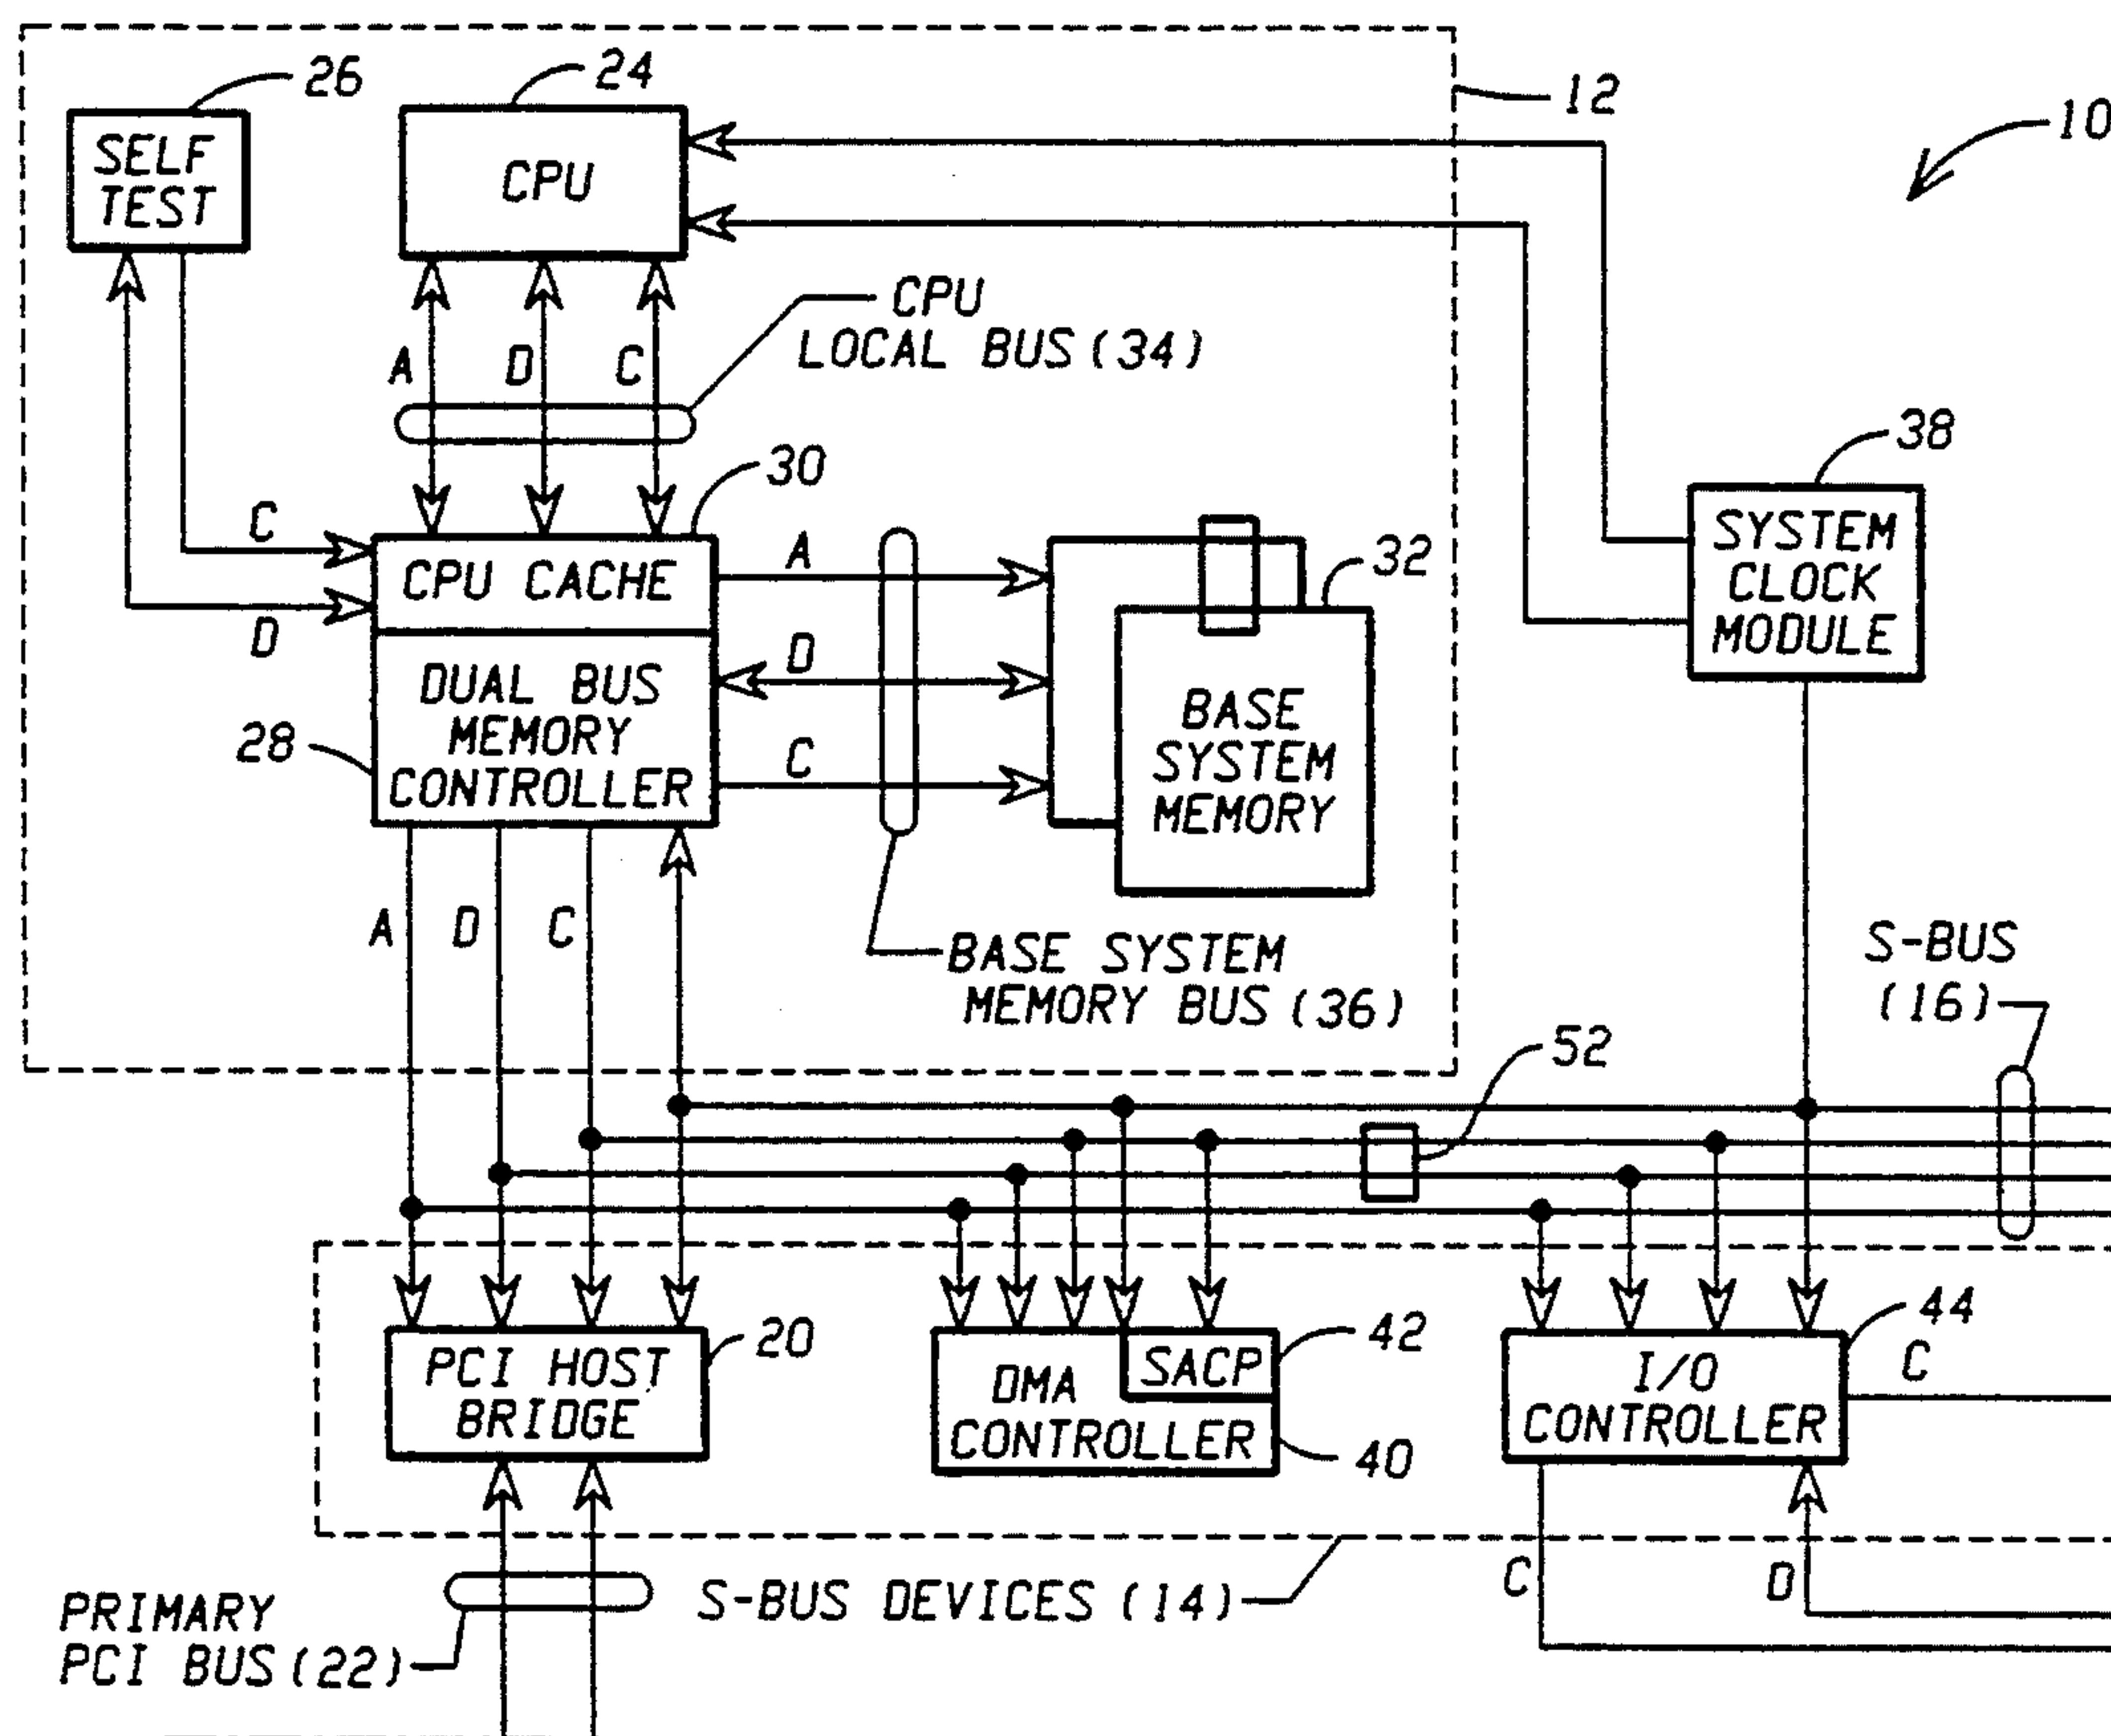 26
24
12
10
SELF
TEST
CPU
CPU
LOCAL BUS (34)
A
D
C
38
30
C
A
32
SYSTEM
CLOCK
MODULE
CPU CACHE
D
D
DUAL BUS
MEMORY
CONTROLLER
28
C
BASE
SYSTEM
MEMORY
A
D
C
BASE SYSTEM
MEMORY BUS (36)
S-BUS
(16)
52
PCI HOST
BRIDGE
20
DMA
CONTROLLER
SACP
42
40
I/O
CONTROLLER
44
C
C
D
S-BUS DEVICES (14)
PRIMARY
PCI BUS (22)